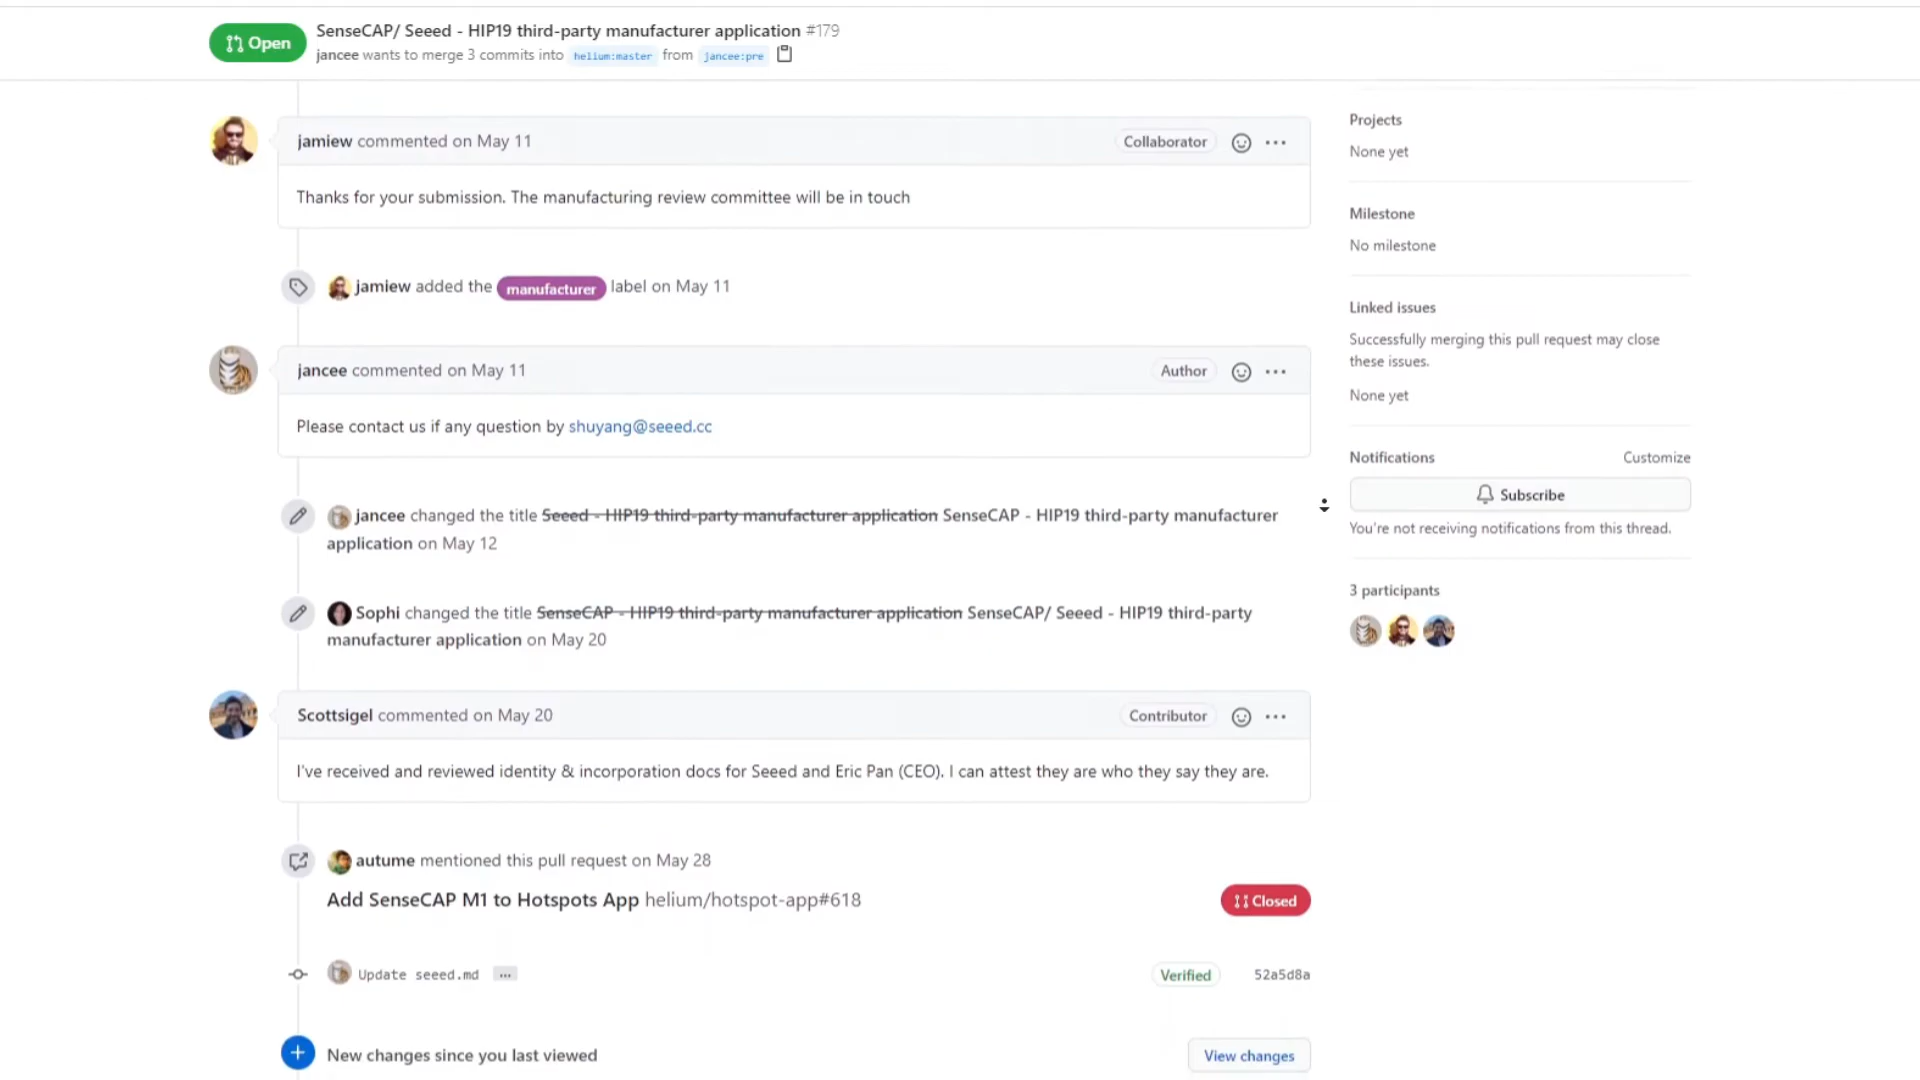 Open
SenseCAP/ Seeed - HIP19 third-party manufacturer application #179
jancee wants to merge 3 commits into helium:master from jancee:pre
jamiew commented on May 11
Collaborator
Thanks for your submission. The manufacturing review committee will be in touch
jamiew added the manufacturer label on May 11
jancee commented on May 11
Author
Please contact us if any question by shuyang@seeed.cc
jancee changed the title Seeed - HIP19 third-party manufacturer application SenseCAP - HIP19 third-party manufacturer
application on May 12
Sophi changed the title SenseCAP - HIP19 third-party manufacturer application SenseCAP/ Seeed - HIP19 third-party
manufacturer application on May 20
Scottsigel commented on May 20
Contributor
I've received and reviewed identity & incorporation docs for Seeed and Eric Pan (CEO). I can attest they are who they say they are.
autume mentioned this pull request on May 28
Add SenseCAP M1 to Hotspots App helium/hotspot-app#618
Closed
Update seeed.md ...
Verified
52a5d8a
New changes since you last viewed
View changes
Projects
None yet
Milestone
No milestone
Linked issues
Successfully merging this pull request may close
these issues.
None yet
Notifications
Customize
Subscribe
You're not receiving notifications from this thread.
3 participants